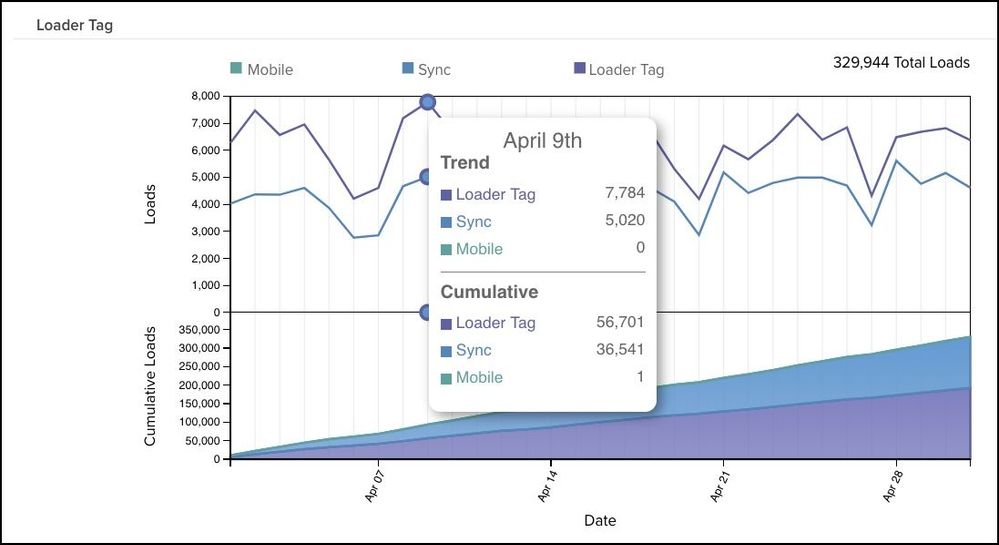 Loader Tag
Mobile
Sync
Loader Tag
329,944 Total Loads
8,000
7,000
6,000
5,000
4,000
3,000
2,000
1,000
0
Loads
April 9th
Trend
Loader Tag 7,784
Sync 5,020
Mobile 0
Cumulative
Loader Tag 56,701
Sync 36,541
Mobile 1
350,000
300,000
250,000
200,000
150,000
100,000
50,000
0
Cumulative Loads
Apr 07
Apr 14
Apr 21
Apr 28
Date